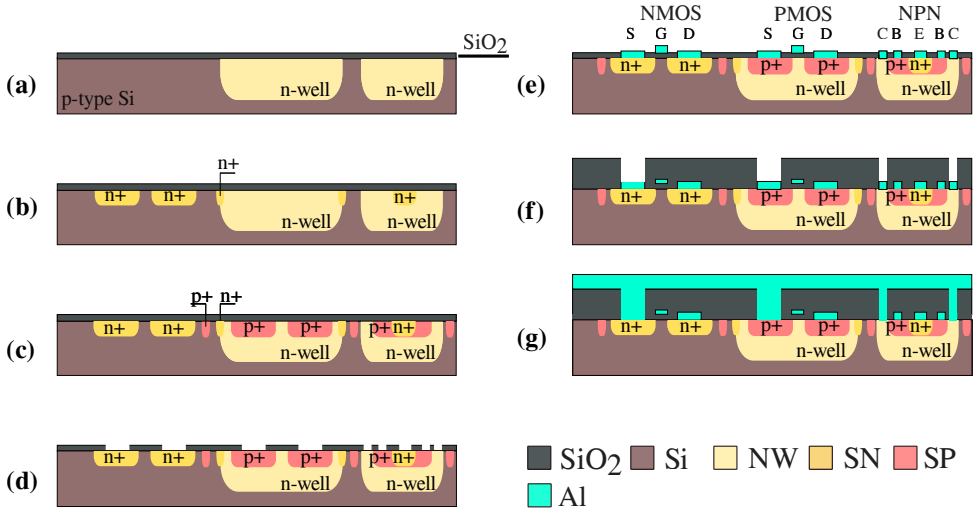 SiO2
(a)
p-type Si
n-well
n-well
n+
(b)
n+
n+
n+
n-well
n-well
p+
n+
(c)
n+
n+
p+
p+
p+
n+
n-well
n-well
(d)
n+
n+
p+
p+
p+
n+
n-well
n-well
NMOS
PMOS
NPN
S G D
S G D
C B E B C
(e)
n+
n+
p+
p+
p+
n+
n-well
n-well
(f)
n+
n+
p+
p+
p+
n+
n-well
n-well
(g)
n+
n+
p+
p+
p+
n+
n-well
n-well
SiO2
Si
NW
SN
SP
Al